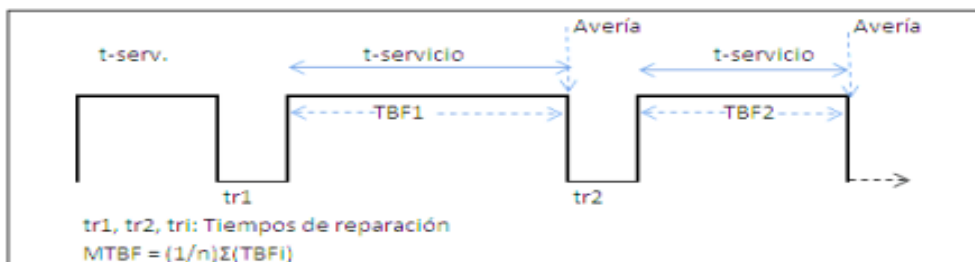 Avería
Avería
t-serv.
t-servicio
t-servicio
TBF1
TBF2
tr1
tr2
tr1, tr2, tri: Tiempos de reparación
MTBF = (1/n)Σ(TBFi)